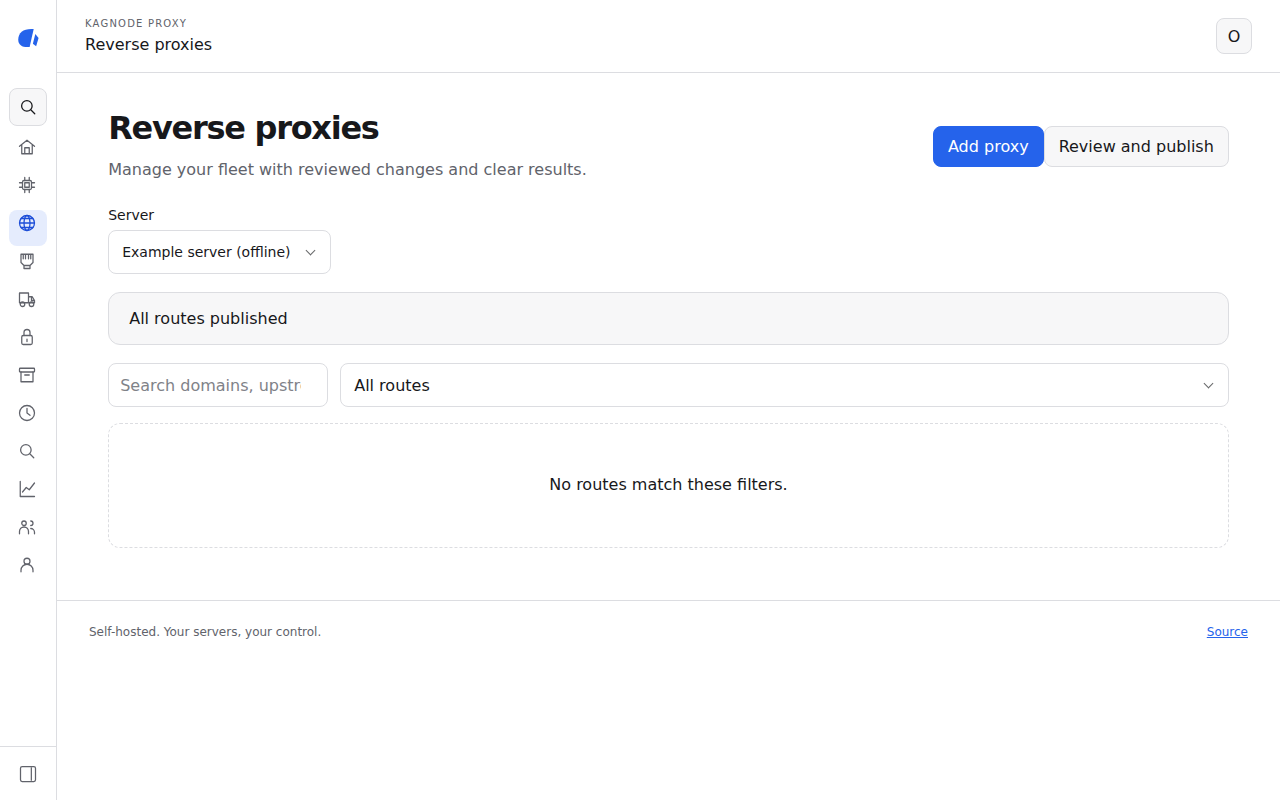 KAGNODE PROXY
Reverse proxies
O
Reverse proxies
Manage your fleet with reviewed changes and clear results.
Add proxy
Review and publish
Server
Example server (offline)
All routes published
Search domains, upstr
All routes
No routes match these filters.
Self-hosted. Your servers, your control.
Source